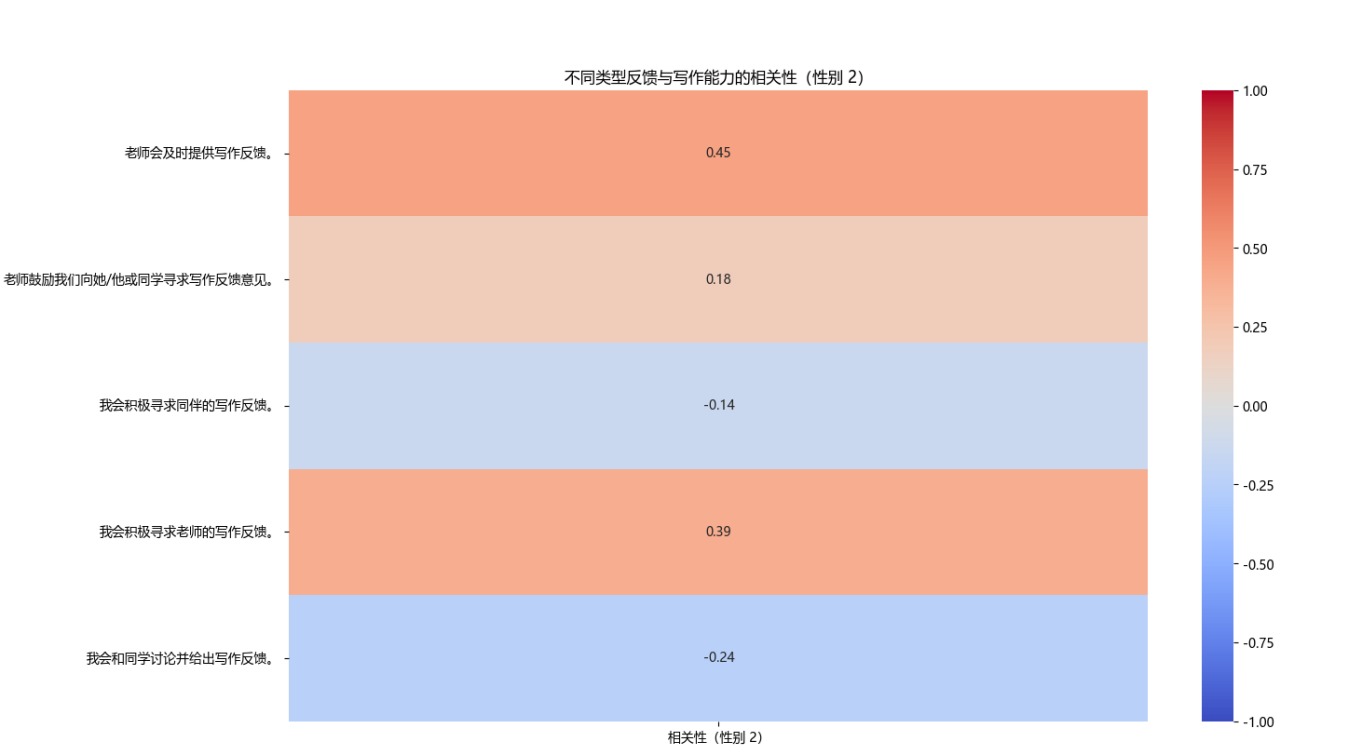 不同类型反馈与写作能力的相关性（性别 2）
老师会及时提供写作反馈。
0.45
老师鼓励我们向她/他或同学寻求写作反馈意见。
0.18
我会积极寻求同伴的写作反馈。
-0.14
我会积极寻求老师的写作反馈。
0.39
我会和同学讨论并给出写作反馈。
-0.24
相关性（性别 2）
1.00
0.75
0.50
0.25
0.00
-0.25
-0.50
-0.75
-1.00